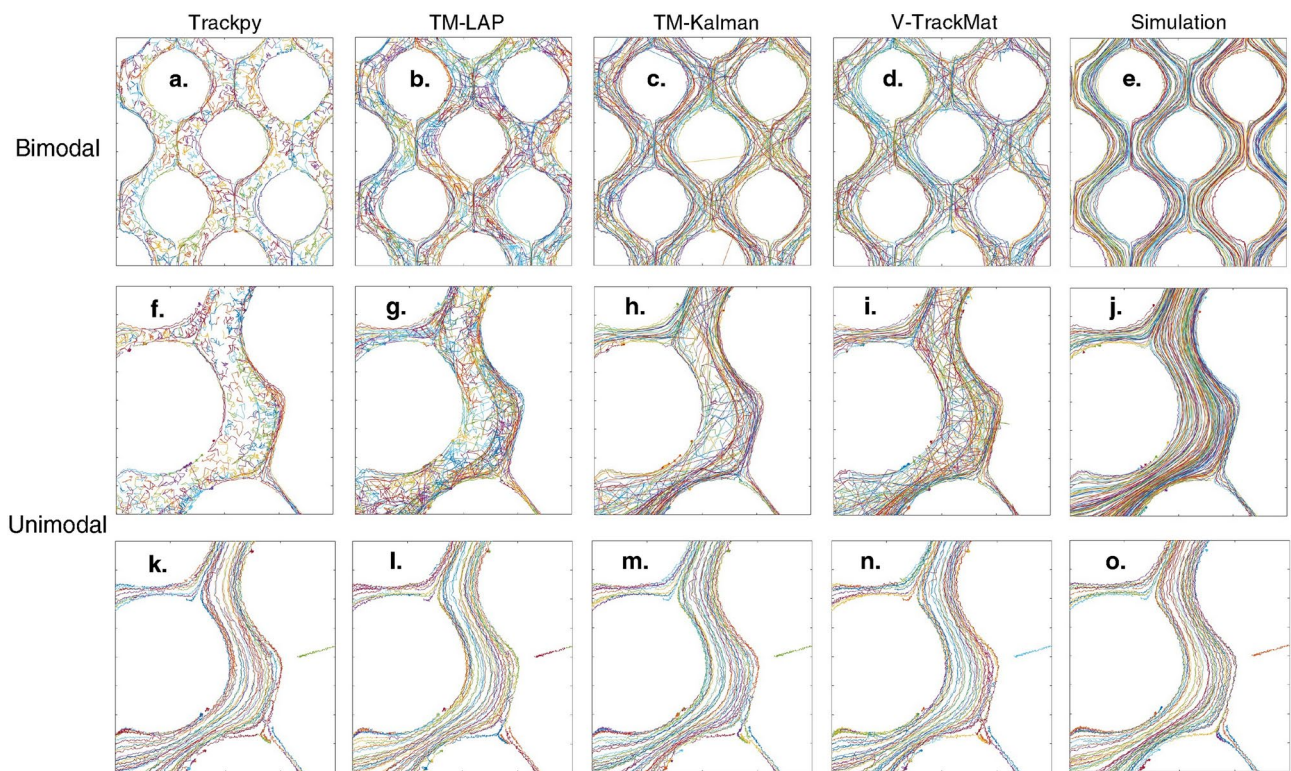 Trackpy TM-LAP TM-Kalman V-TrackMat Simulation
Bimodal
a. b. c. d. e.
f. g. h. i. j.
Unimodal
k. l. m. n. o.